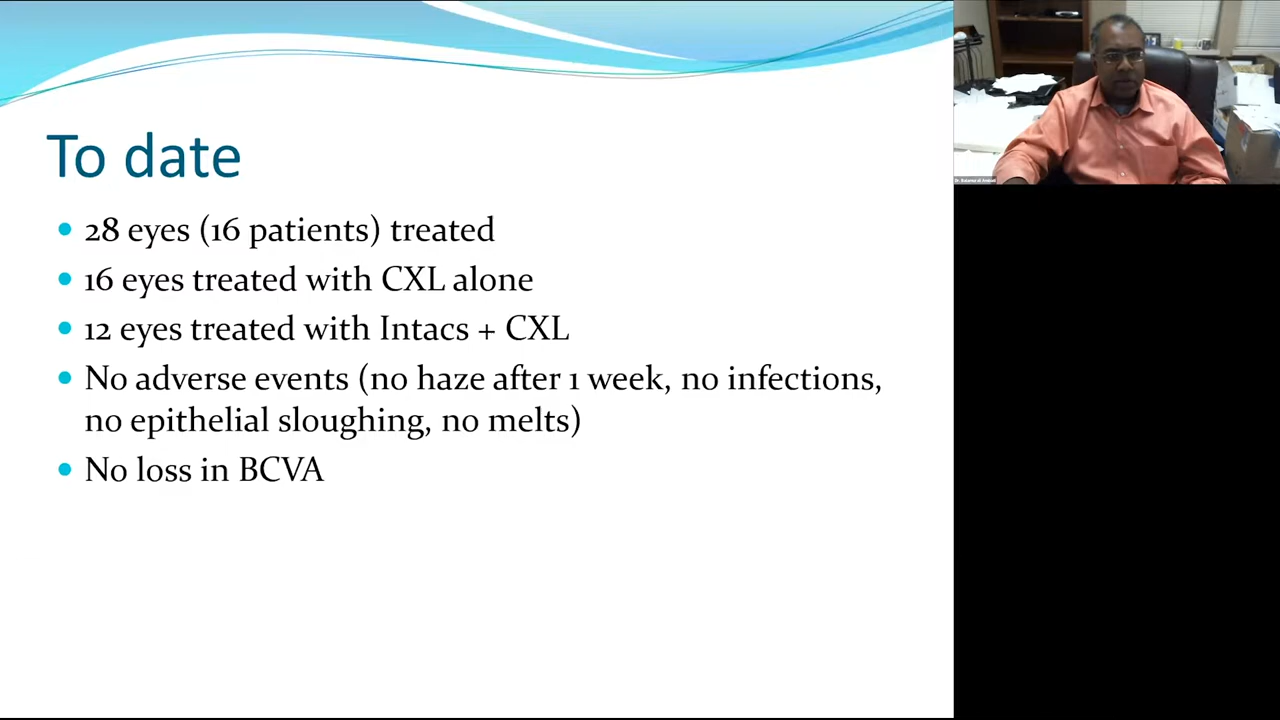 To date
28 eyes (16 patients) treated
16 eyes treated with CXL alone
12 eyes treated with Intacs + CXL
No adverse events (no haze after 1 week, no infections,
no epithelial sloughing, no melts)
No loss in BCVA